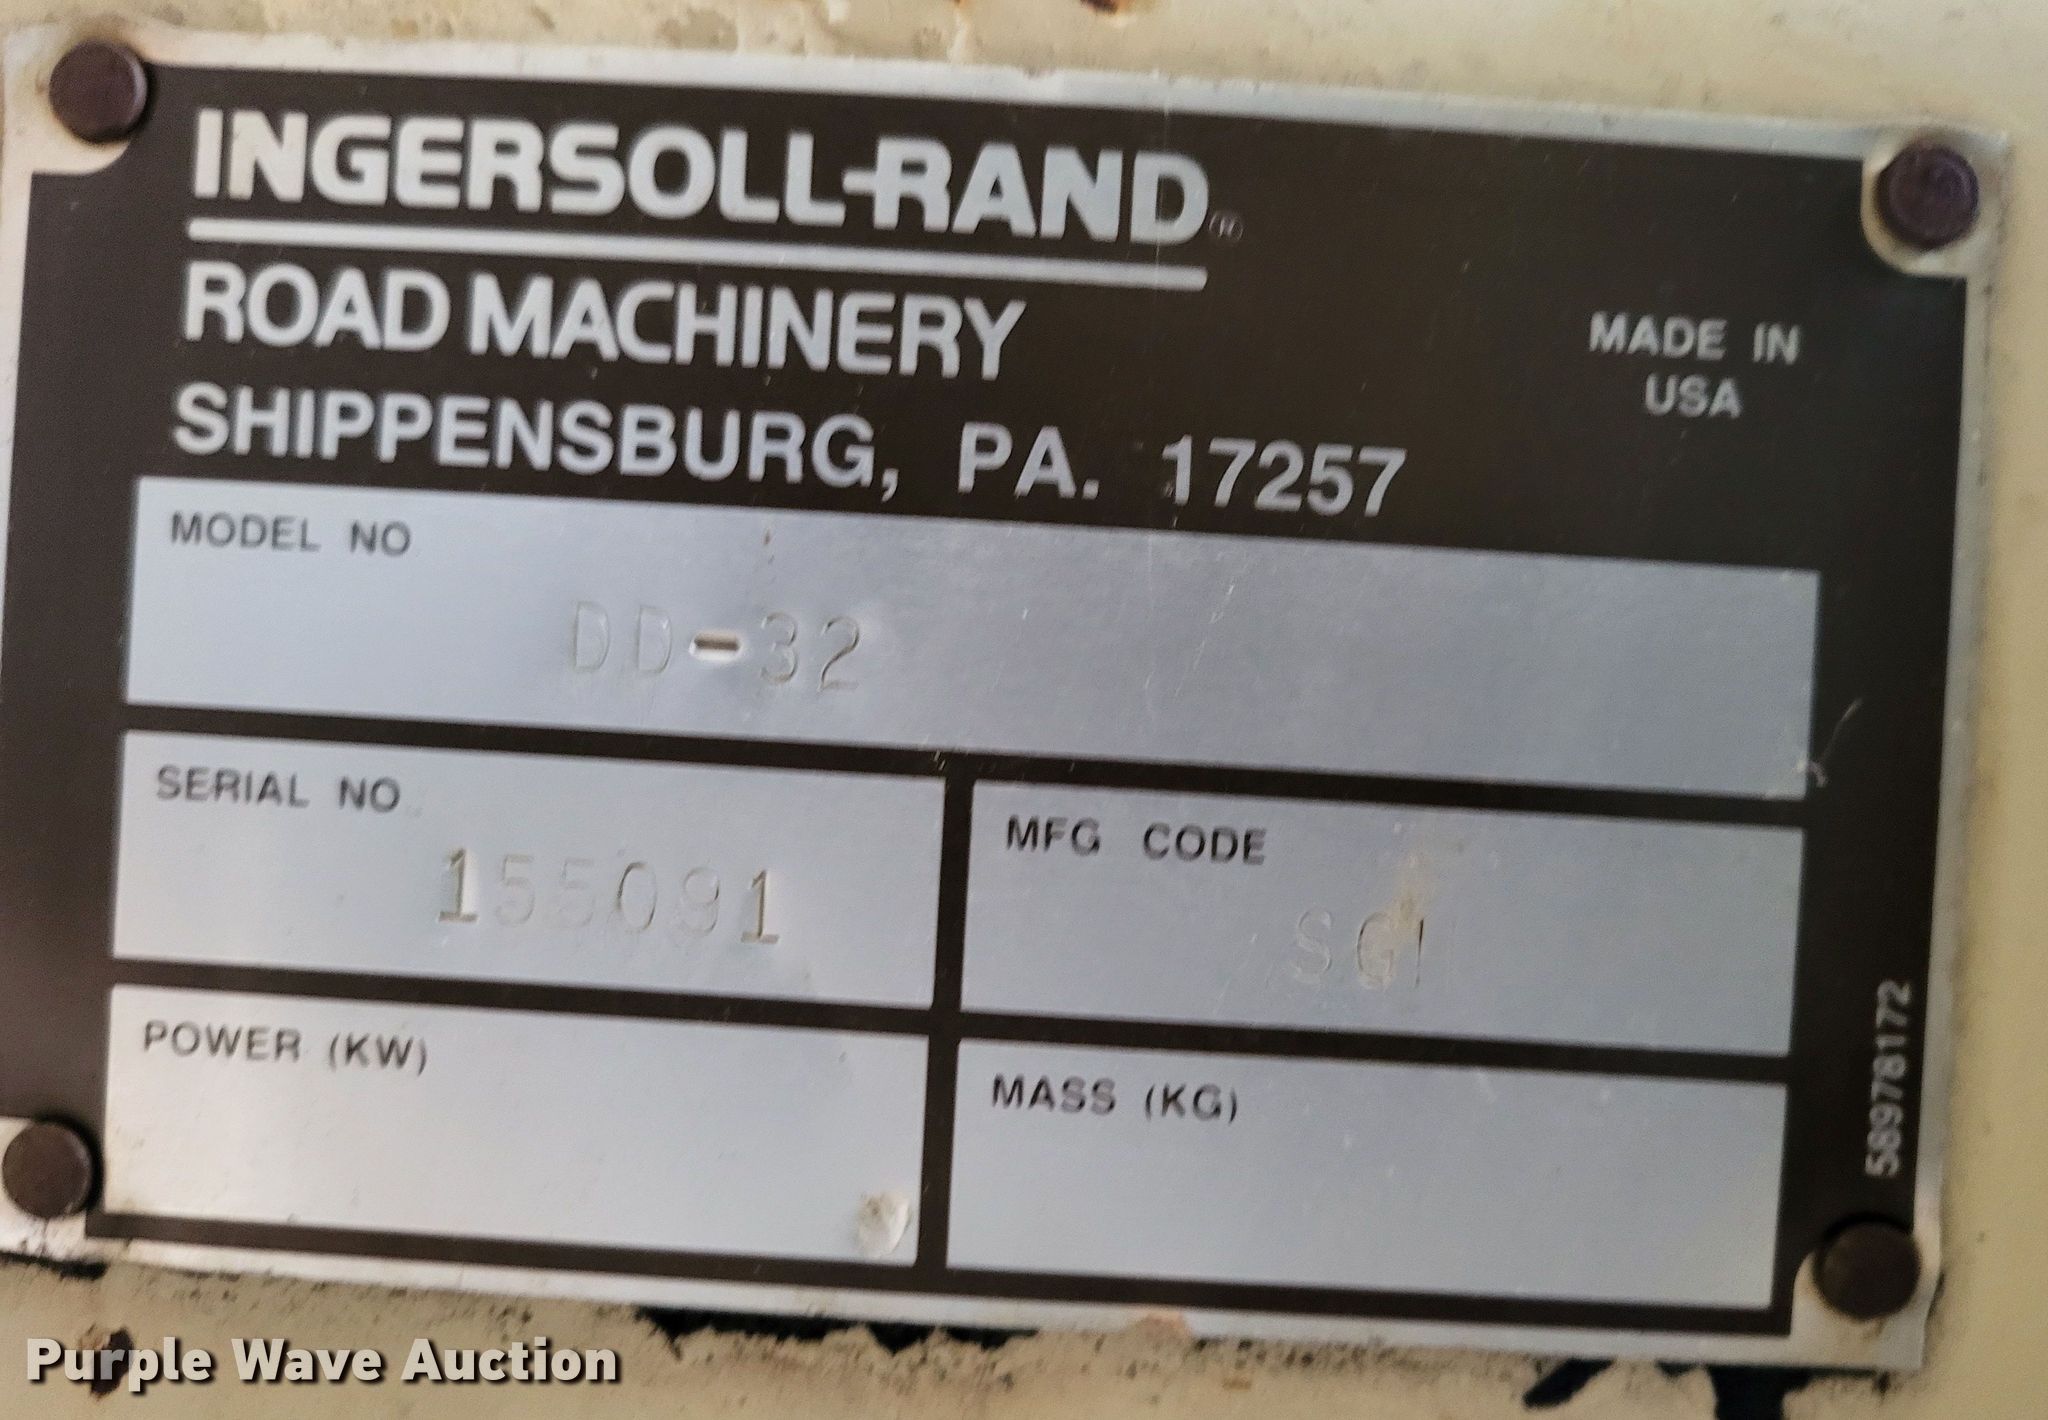 INGERSOLL-RAND®
ROAD MACHINERY
SHIPPENSBURG, PA. 17257
MADE IN
USA
MODEL NO
DD-32
SERIAL NO
155091
MFG CODE
POWER (KW)
MASS (KG)
58978172
Purple Wave Auction